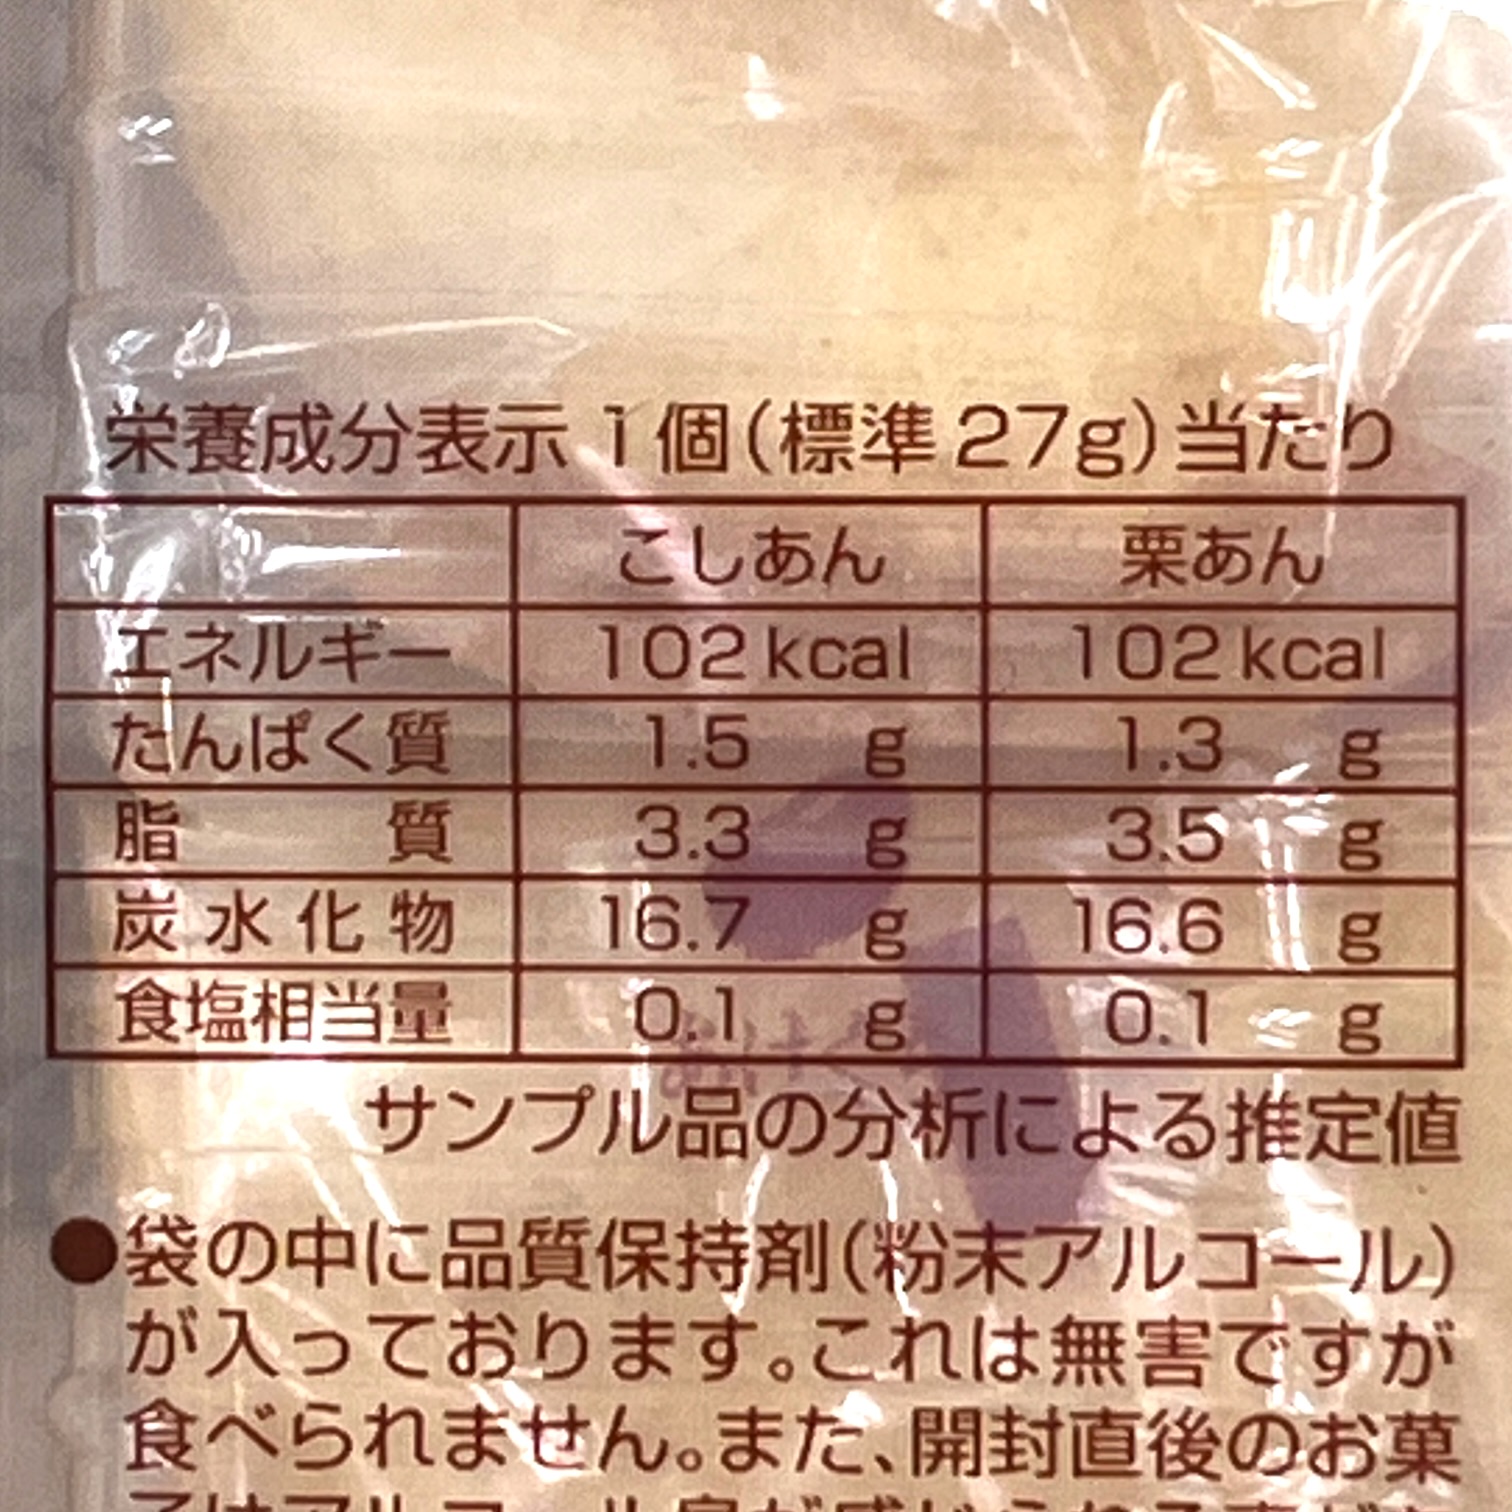 栄養成分表示 1個(標準27g)当たり
こしあん 栗あん
エネルギー 102kcal 102kcal
たんぱく質 1.5 g 1.3 g
脂質 3.3 g 3.5 g
炭水化物 16.7 g 16.6 g
食塩相当量 0.1 g 0.1 g
サンプル品の分析による推定値
●袋の中に品質保持剤(粉末アルコール)
が入っております。これは無害ですが
食べられません。また、開封直後のお菓